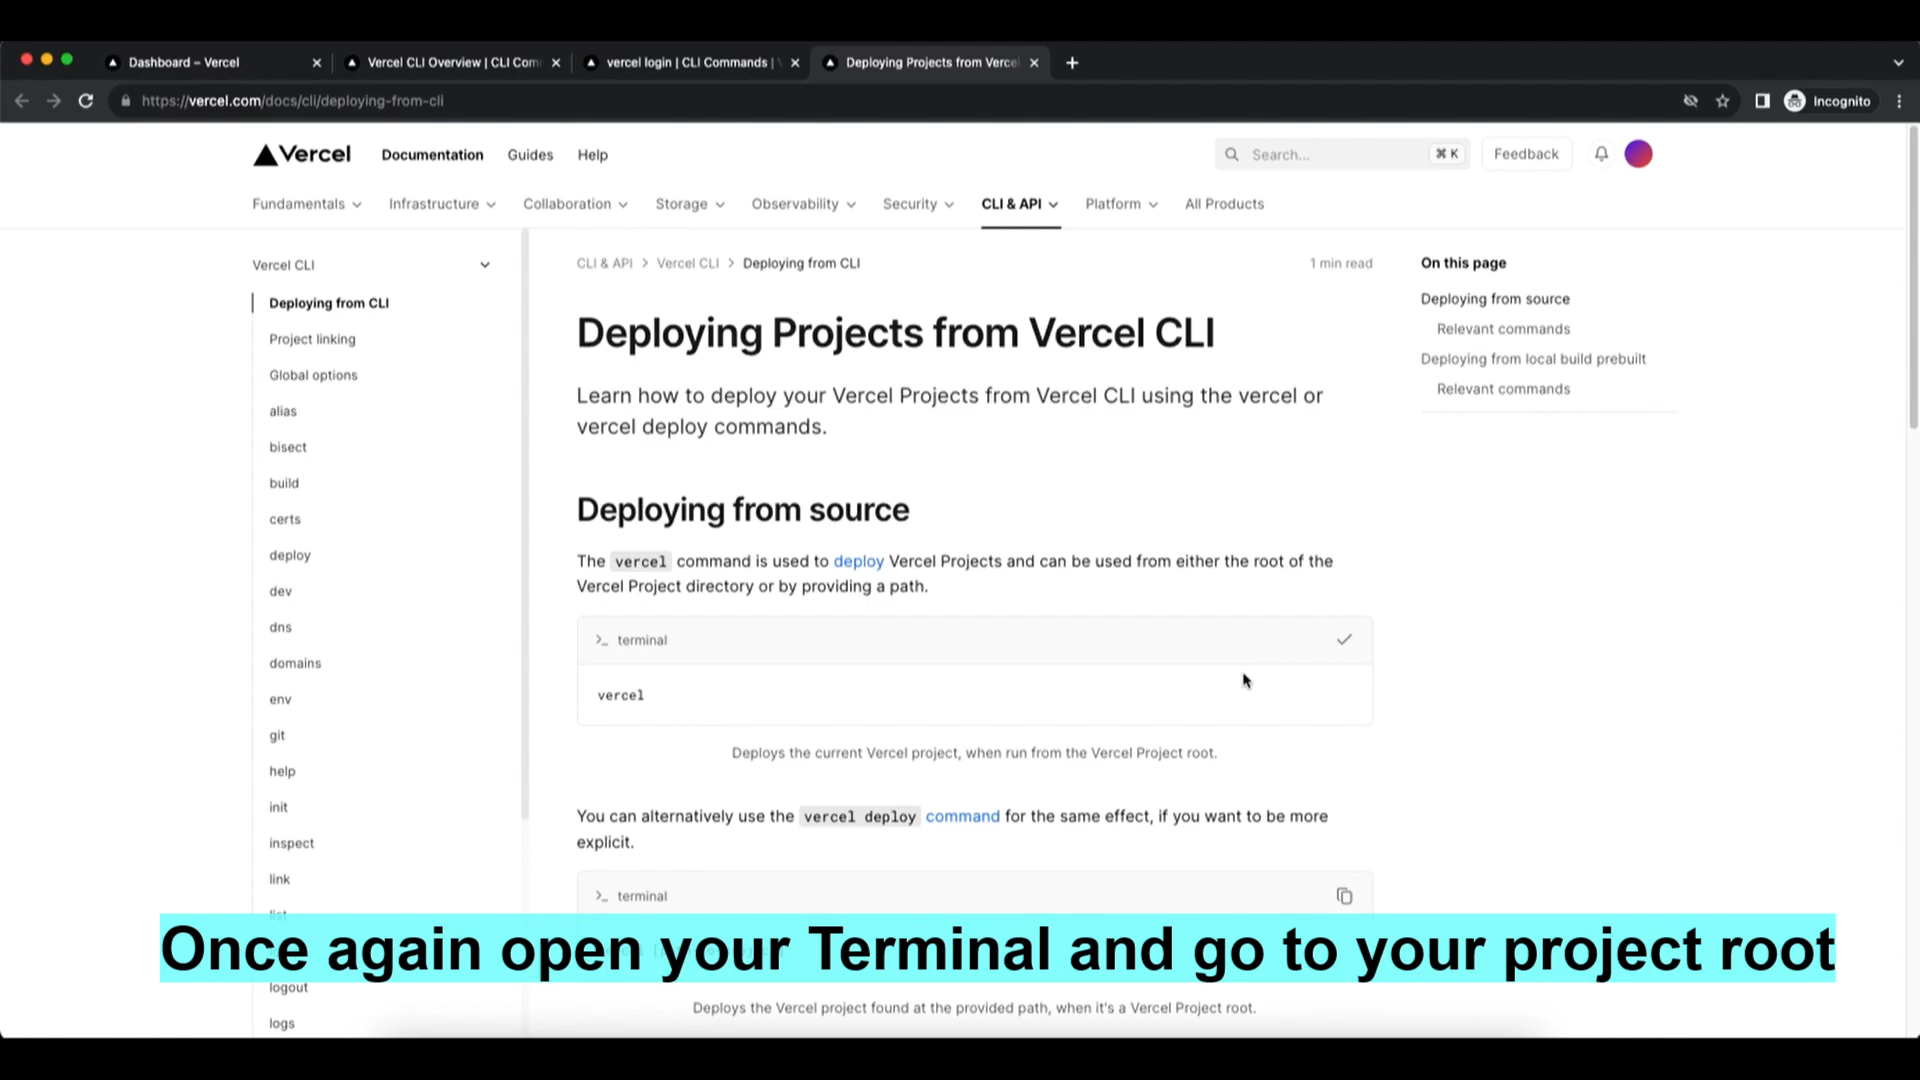 Dashboard – Vercel
Vercel CLI Overview | CLI Com
vercel login | CLI Commands |
Deploying Projects from Verce
https://vercel.com/docs/cli/deploying-from-cli
Incognito
Vercel
Documentation
Guides
Help
Search...
⌘ K
Feedback
Fundamentals
Infrastructure
Collaboration
Storage
Observability
Security
CLI & API
Platform
All Products
Vercel CLI
Deploying from CLI
Project linking
Global options
alias
bisect
build
certs
deploy
dev
dns
domains
env
git
help
init
inspect
link
list
logout
logs
CLI & API > Vercel CLI > Deploying from CLI
1 min read
Deploying Projects from Vercel CLI
Learn how to deploy your Vercel Projects from Vercel CLI using the vercel or
vercel deploy commands.
Deploying from source
The vercel command is used to deploy Vercel Projects and can be used from either the root of the
Vercel Project directory or by providing a path.
>_ terminal
vercel
Deploys the current Vercel project, when run from the Vercel Project root.
You can alternatively use the vercel deploy command for the same effect, if you want to be more
explicit.
>_ terminal
Once again open your Terminal and go to your project root
Deploys the Vercel project found at the provided path, when it's a Vercel Project root.
On this page
Deploying from source
Relevant commands
Deploying from local build prebuilt
Relevant commands